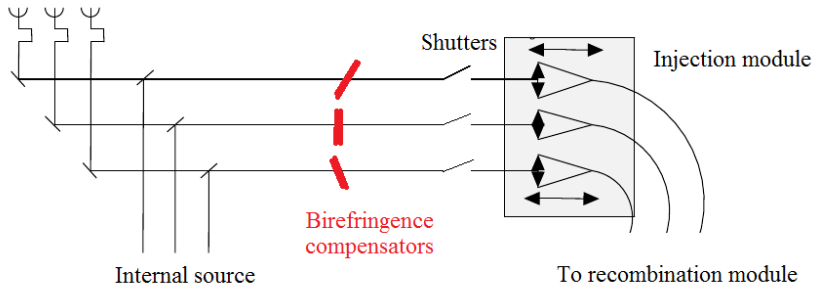 Shutters
Injection module
Birefringence
compensators
Internal source
To recombination module